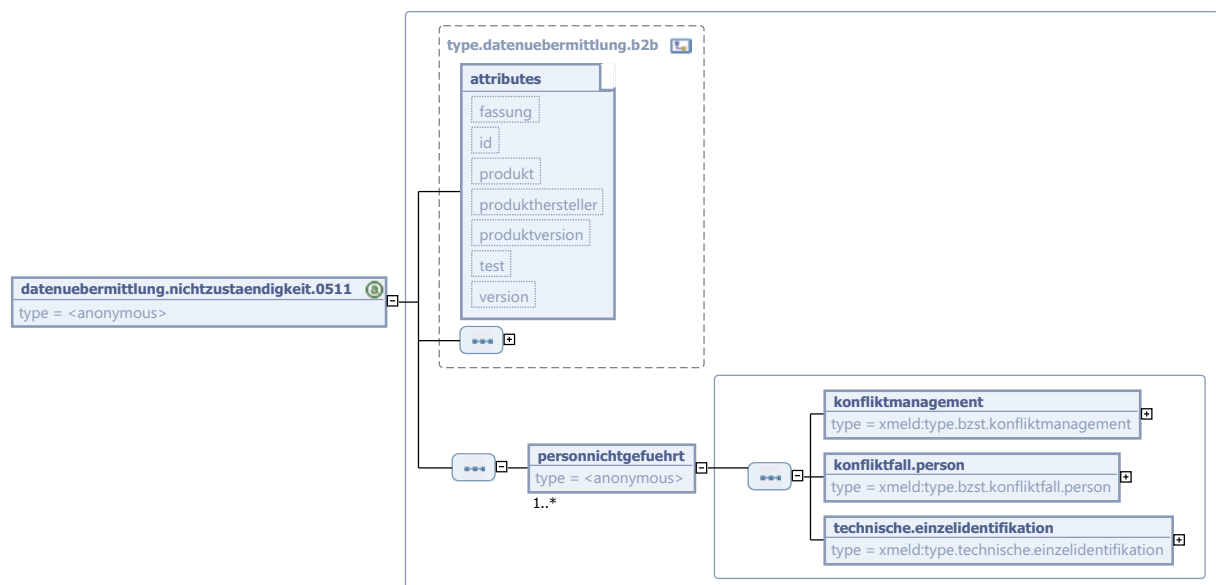 type.datenuebermittlung.b2b
attributes
fassung
id
produkt
produkthersteller
produktversion
test
version
datenuebermittlung.nichtzustaendigkeit.0511
type = <anonymous>
personnichtgefuehrt
type = <anonymous>
1..*
konfliktmanagement
type = xmeld:type.bzst.konfliktmanagement
konfliktfall.person
type = xmeld:type.bzst.konfliktfall.person
technische.einzelidentifikation
type = xmeld:type.technische.einzelidentifikation